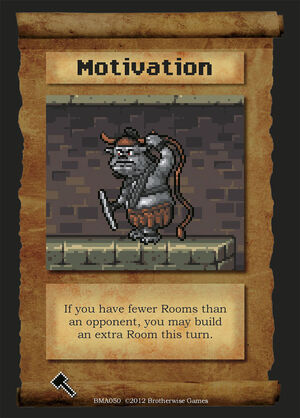 Motivation
If you have fewer Rooms than
an opponent, you may build
an extra Room this turn.
BMA050 ©2012 Brotherwise Games